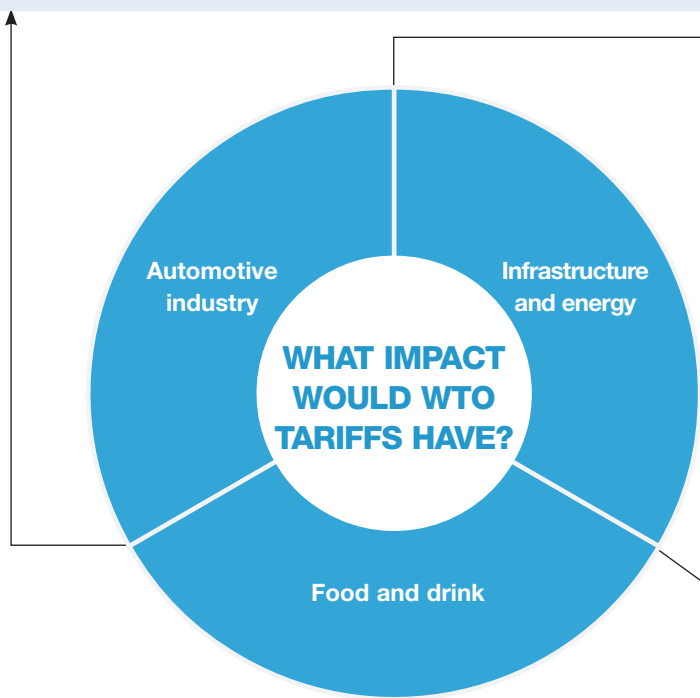 Automotive
industry
Infrastructure
and energy
WHAT IMPACT
WOULD WTO
TARIFFS HAVE?
Food and drink